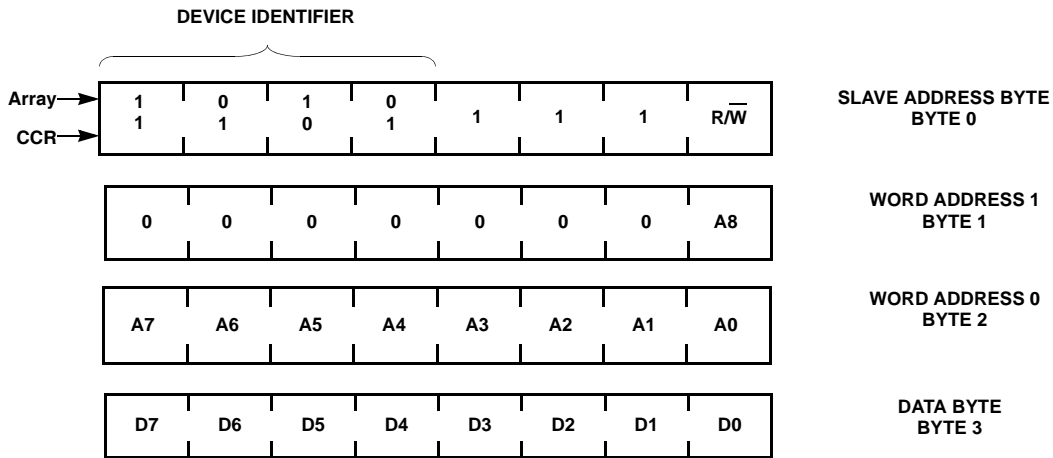 DEVICE IDENTIFIER
Array 1 0 1 0 1 1 1 R/W̅ SLAVE ADDRESS BYTE
CCR 1 1 0 1 BYTE 0
0 0 0 0 0 0 0 A8 WORD ADDRESS 1
BYTE 1
A7 A6 A5 A4 A3 A2 A1 A0 WORD ADDRESS 0
BYTE 2
D7 D6 D5 D4 D3 D2 D1 D0 DATA BYTE
BYTE 3